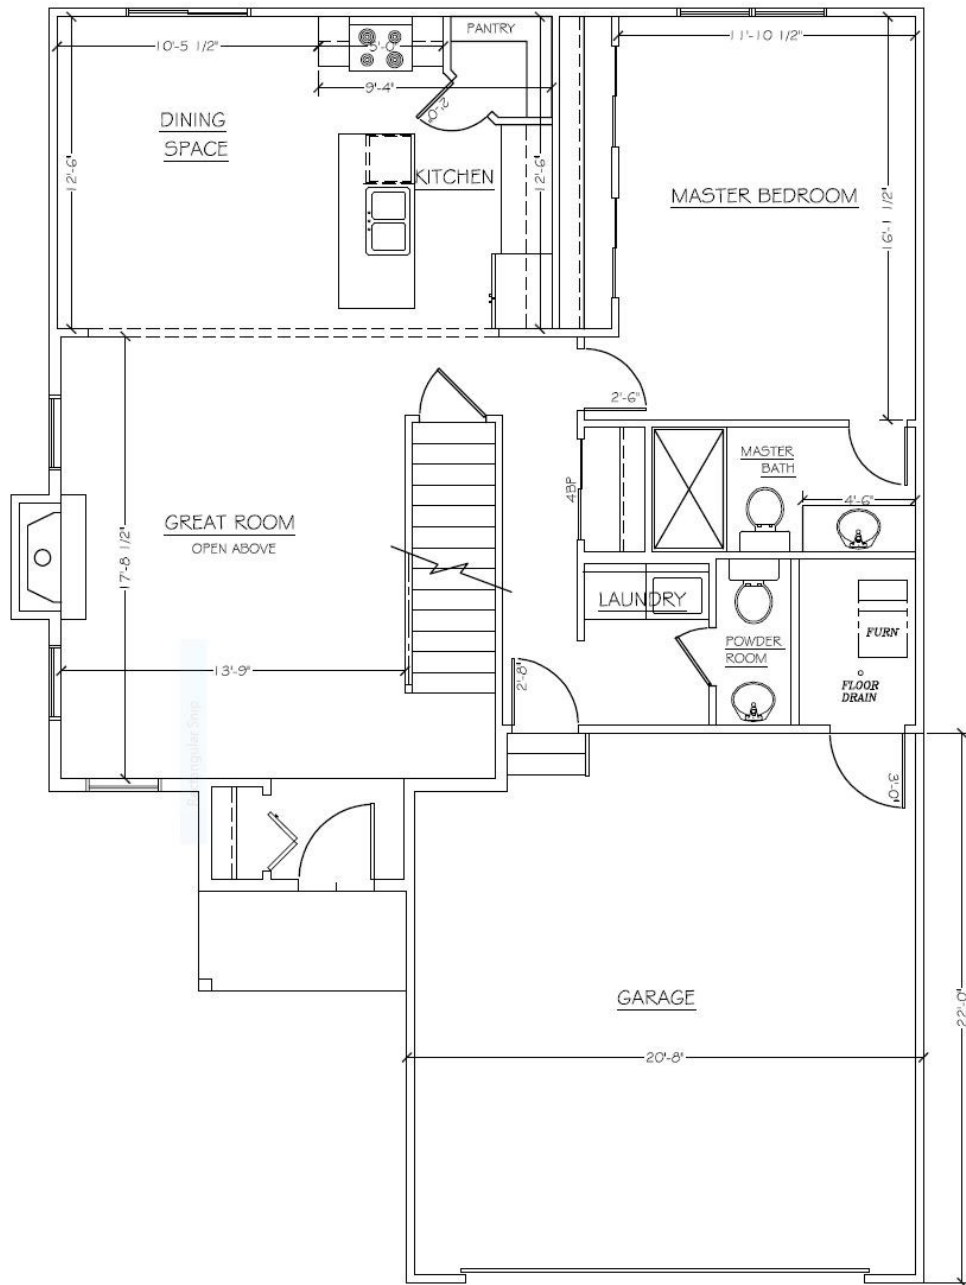 PANTRY
10'-5 1/2"
5'-0"
11'-10 1/2"
9'-4"
2'-0"
DINING
SPACE
KITCHEN
12'-6"
12'-6"
MASTER BEDROOM
16'-1 1/2"
2'-6"
MASTER
BATH
4BP
4'-6"
GREAT ROOM
OPEN ABOVE
17'-8 1/2"
LAUNDRY
FURN
POWDER
ROOM
13'-9"
2'-8"
FLOOR
DRAIN
Rectangular Snip
3'-0"
GARAGE
22'-0"
20'-8"